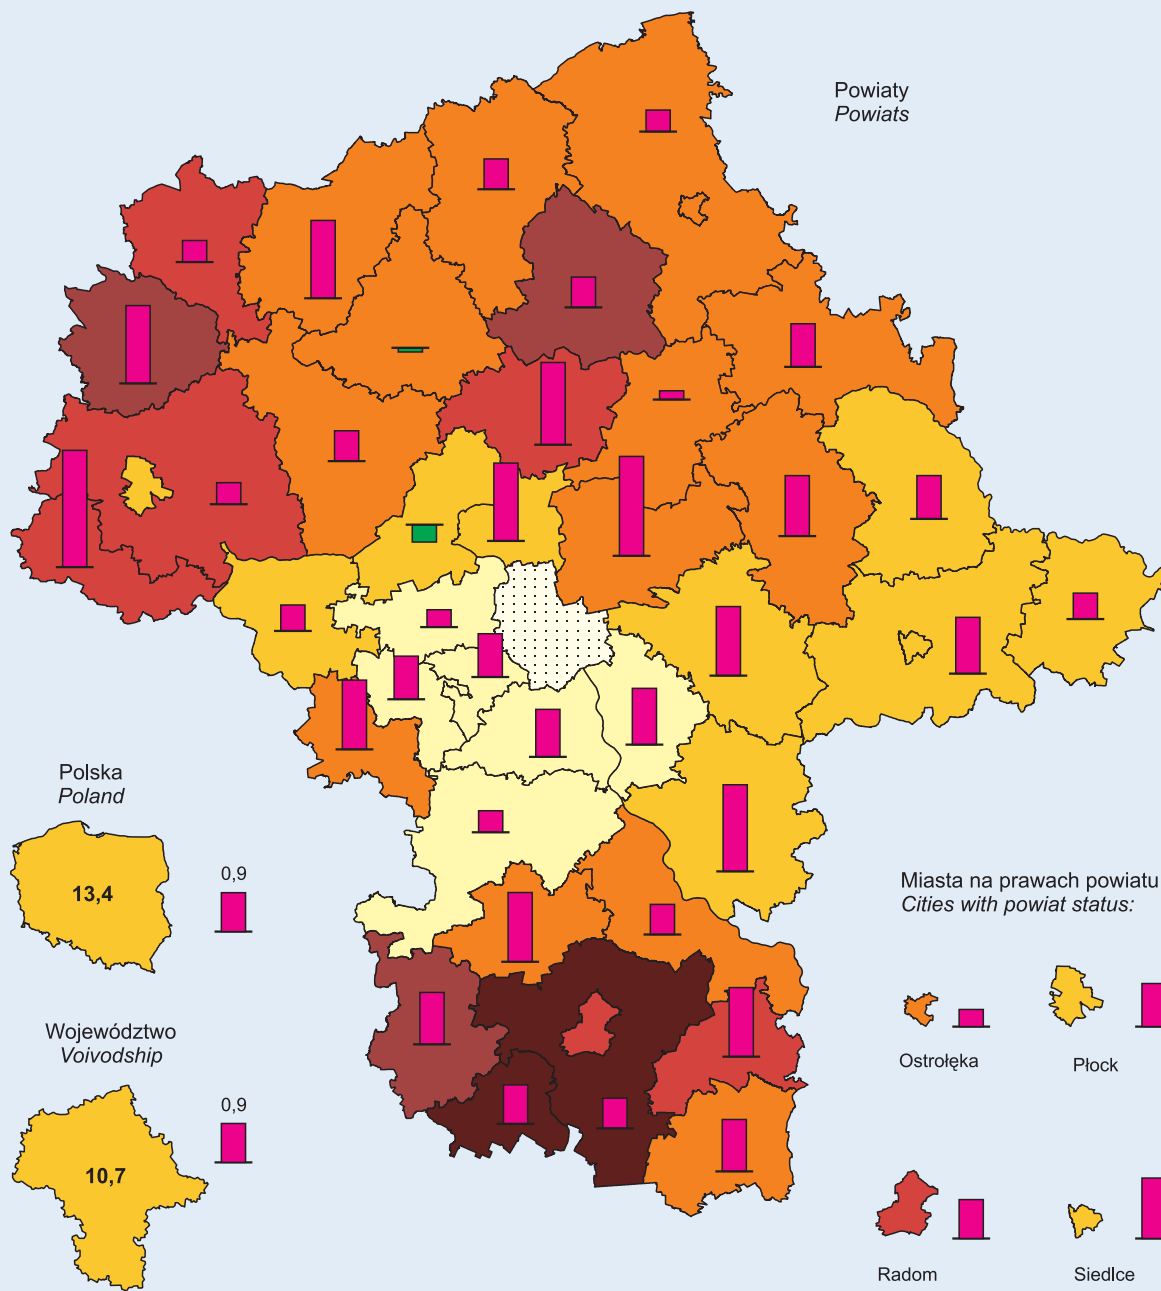 Powiaty
Powiats
Polska
Poland
13,4
0,9
Województwo
Voivodship
10,7
0,9
Miasta na prawach powiatu
Cities with powiat status:
Ostrołęka
Płock
Radom
Siedlce